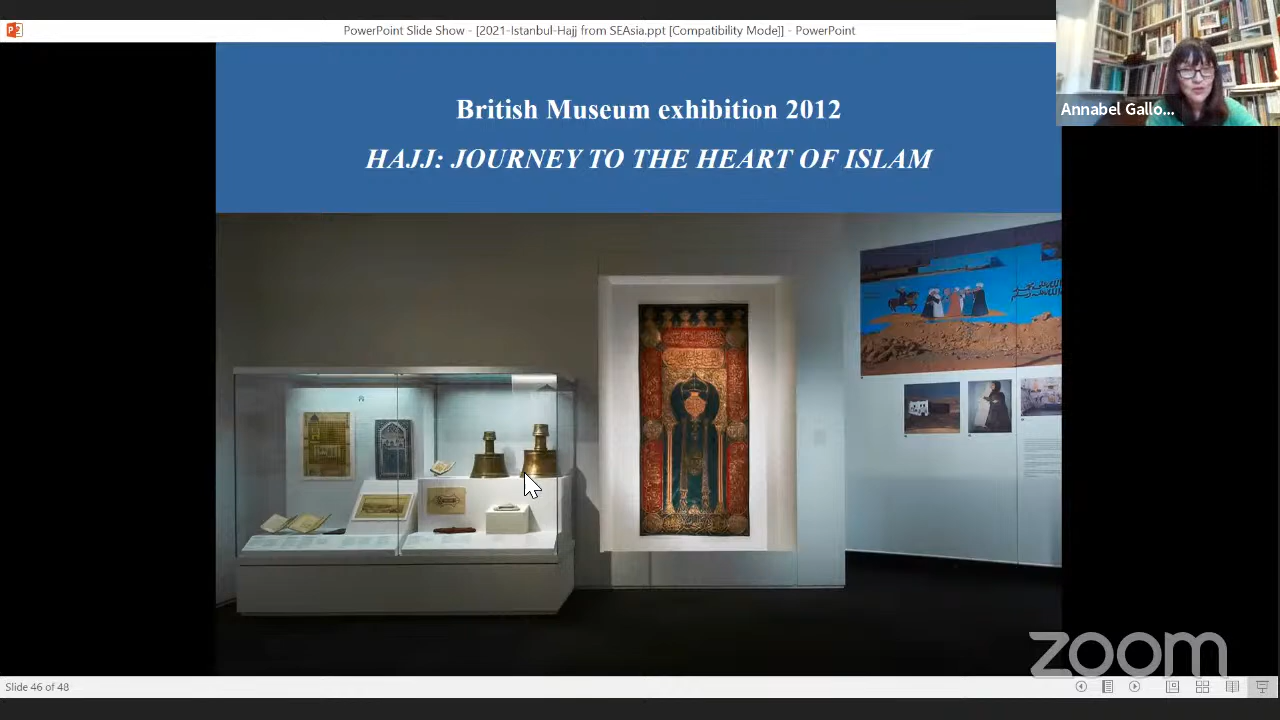 PowerPoint Slide Show - [2021-Istanbul-Hajj from SEAsia.ppt [Compatibility Mode]] - PowerPoint
Annabel Gallo...
British Museum exhibition 2012
HAJJ: JOURNEY TO THE HEART OF ISLAM
zoom
Slide 46 of 48